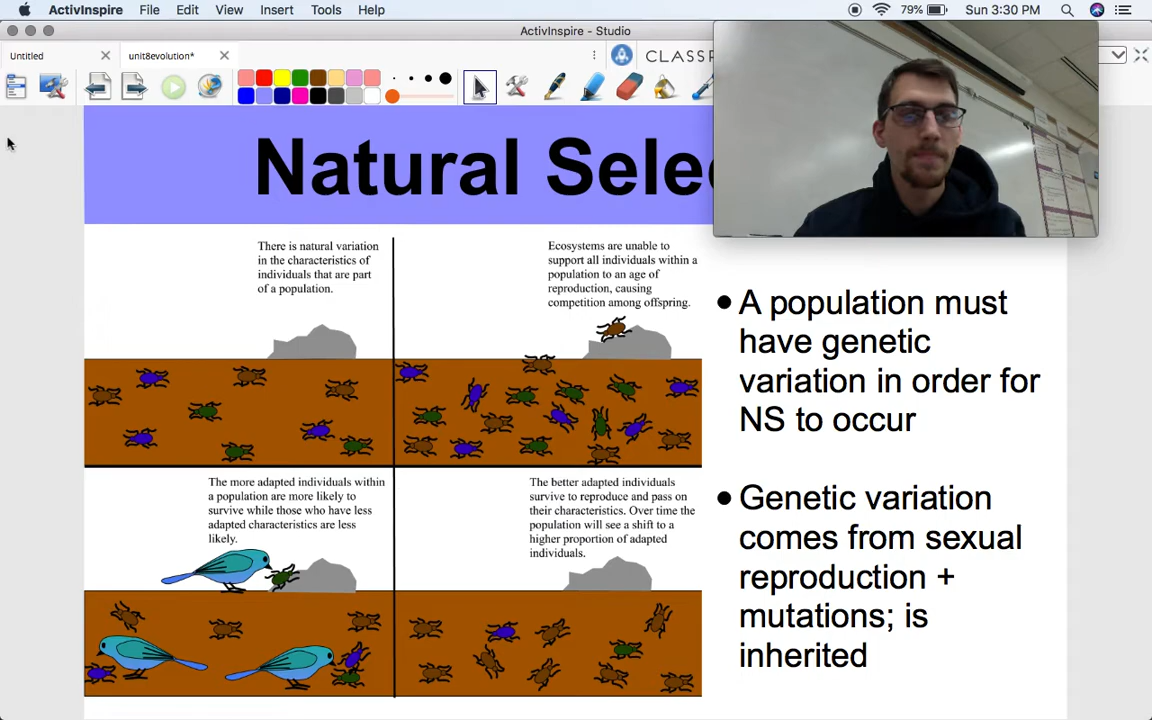 ActivInspire File Edit View Insert Tools Help 79% Sun 3:30 PM
ActivInspire - Studio
Untitled unit8evolution* CLASS
Natural Sele
There is natural variation
in the characteristics of
individuals that are part
of a population.
Ecosystems are unable to
support all individuals within a
population to an age of
reproduction, causing
competition among offspring.
The more adapted individuals within
a population are more likely to
survive while those who have less
adapted characteristics are less
likely.
The better adapted individuals
survive to reproduce and pass on
their characteristics. Over time the
population will see a shift to a
higher proportion of adapted
individuals.
• A population must
have genetic
variation in order for
NS to occur
• Genetic variation
comes from sexual
reproduction +
mutations; is
inherited